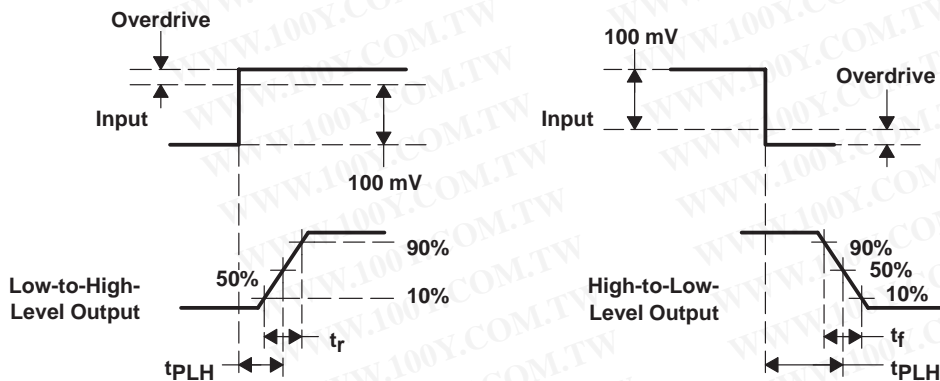 Overdrive
Input
100 mV
100 mV
Overdrive
Input
Low-to-High-
Level Output
50%
90%
10%
tr
tPLH
High-to-Low-
Level Output
90%
50%
10%
tf
tPLH
WWW.100Y.COM.TW